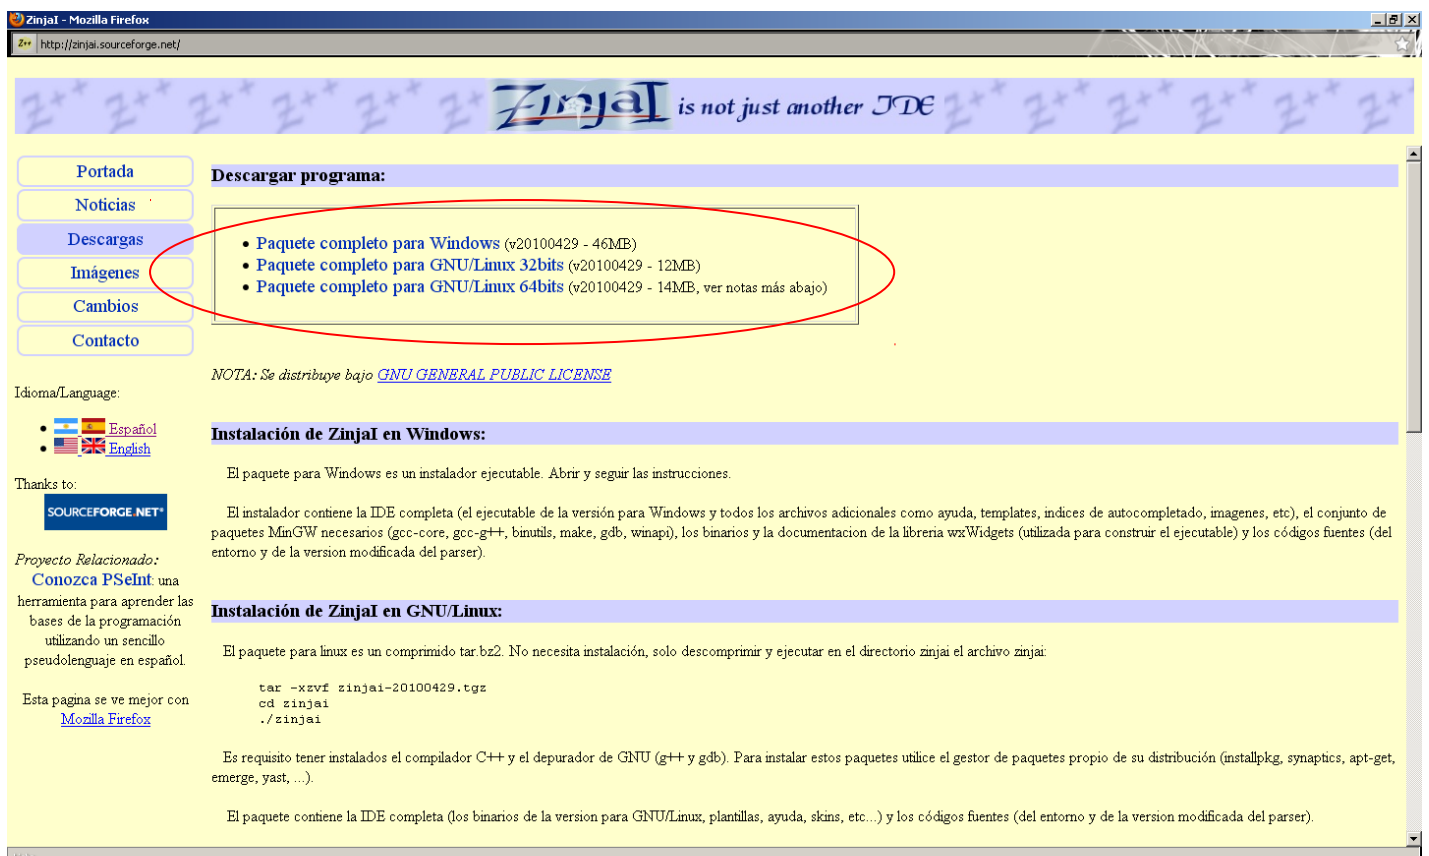 ZinjaI - Mozilla Firefox
Z++ http://zinjai.sourceforge.net/
ZinjaI is not just another IDE
Portada
Noticias
Descargas
Imágenes
Cambios
Contacto
Idioma/Language:
Español
English
Thanks to:
SOURCEFORGE.NET®
Proyecto Relacionado:
Conozca PSeInt: una
herramienta para aprender las
bases de la programación
utilizando un sencillo
pseudolenguaje en español.
Esta pagina se ve mejor con
Mozilla Firefox
Descargar programa:
• Paquete completo para Windows (v20100429 - 46MB)
• Paquete completo para GNU/Linux 32bits (v20100429 - 12MB)
• Paquete completo para GNU/Linux 64bits (v20100429 - 14MB, ver notas más abajo)
NOTA: Se distribuye bajo GNU GENERAL PUBLIC LICENSE
Instalación de ZinjaI en Windows:
El paquete para Windows es un instalador ejecutable. Abrir y seguir las instrucciones.
El instalador contiene la IDE completa (el ejecutable de la versión para Windows y todos los archivos adicionales como ayuda, templates, indices de autocompletado, imagenes, etc), el conjunto de
paquetes MinGW necesarios (gcc-core, gcc-g++, binutils, make, gdb, winapi), los binarios y la documentacion de la libreria wxWidgets (utilizada para construir el ejecutable) y los códigos fuentes (del
entorno y de la version modificada del parser).
Instalación de ZinjaI en GNU/Linux:
El paquete para linux es un comprimido tar.bz2. No necesita instalación, solo descomprimir y ejecutar en el directorio zinjai el archivo zinjai:
tar -xzvf zinjai-20100429.tgz
cd zinjai
./zinjai
Es requisito tener instalados el compilador C++ y el depurador de GNU (g++ y gdb). Para instalar estos paquetes utilice el gestor de paquetes propio de su distribución (installpkg, synaptics, apt-get,
emerge, yast, ...).
El paquete contiene la IDE completa (los binarios de la version para GNU/Linux, plantillas, ayuda, skins, etc...) y los códigos fuentes (del entorno y de la version modificada del parser).